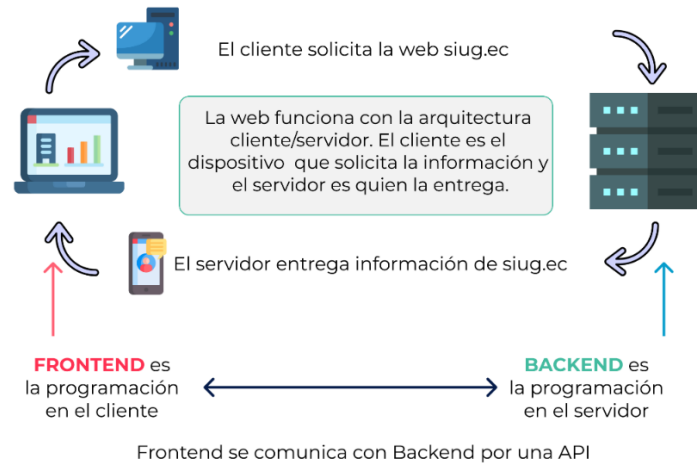 El cliente solicita la web siug.ec
La web funciona con la arquitectura
cliente/servidor. El cliente es el
dispositivo que solicita la información y
el servidor es quien la entrega.
El servidor entrega información de siug.ec
FRONTEND es
la programación
en el cliente
BACKEND es
la programación
en el servidor
Frontend se comunica con Backend por una API